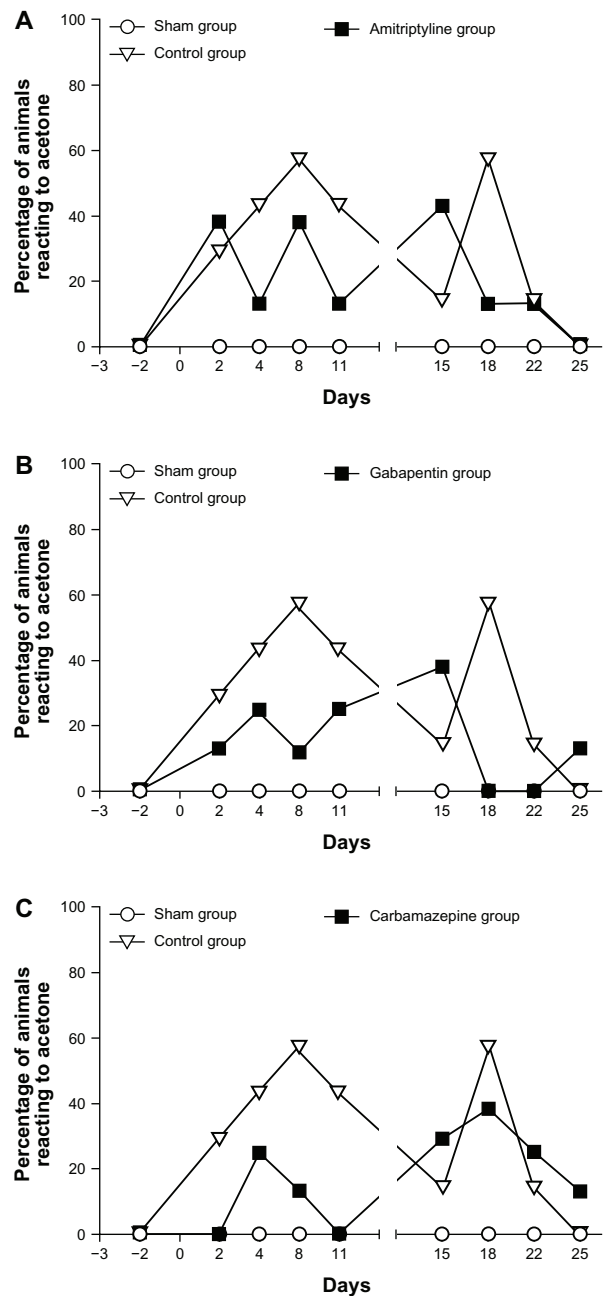 A
Sham group
Amitriptyline group
Control group
Percentage of animals
reacting to acetone
100
80
60
40
20
0
−3 −2 0 2 4 8 11 15 18 22 25
Days
B
Sham group
Gabapentin group
Control group
Percentage of animals
reacting to acetone
100
80
60
40
20
0
−3 −2 0 2 4 8 11 15 18 22 25
Days
C
Sham group
Carbamazepine group
Control group
Percentage of animals
reacting to acetone
100
80
60
40
20
0
−3 −2 0 2 4 8 11 15 18 22 25
Days